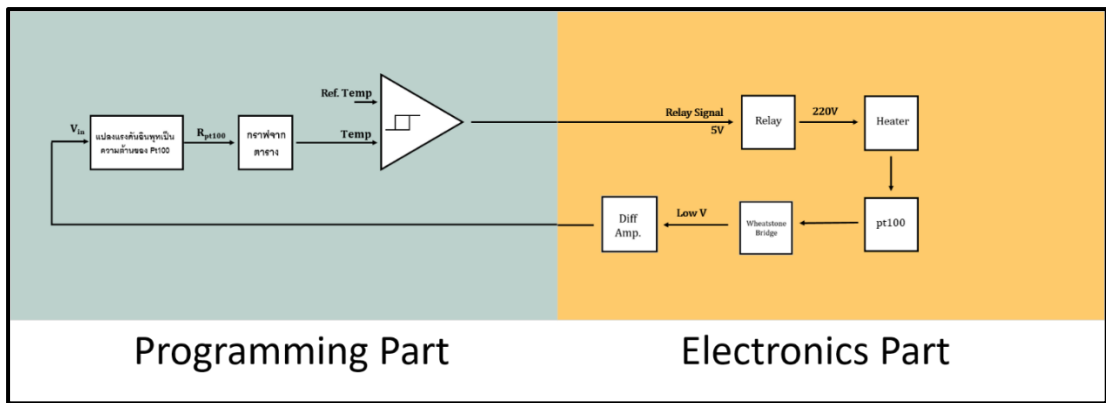 Ref. Temp
V_in
แปลงแรงดันอินพุทเป็น
ความต้านของ Pt100
R_pt100
กราฟจาก
ตาราง
Temp
Relay Signal
5V
Relay
220V
Heater
Diff
Amp.
Low V
Wheatstone
Bridge
pt100
Programming Part
Electronics Part